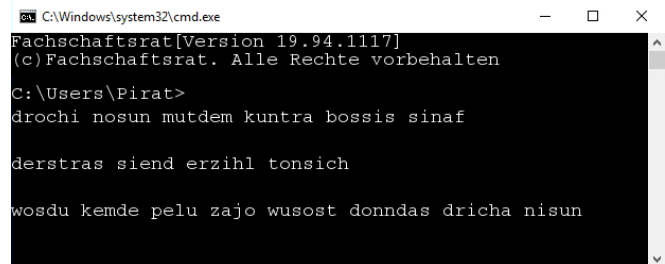 C:\Windows\system32\cmd.exe
Fachschaftsrat[Version 19.94.1117]
(c)Fachschaftsrat. Alle Rechte vorbehalten
C:\Users\Pirat>
drochi nosun mutdem kuntra bossis sinaf
derstras siend erzihl tonsich
wosdu kemde pelu zajo wusost donndas dricha nisun